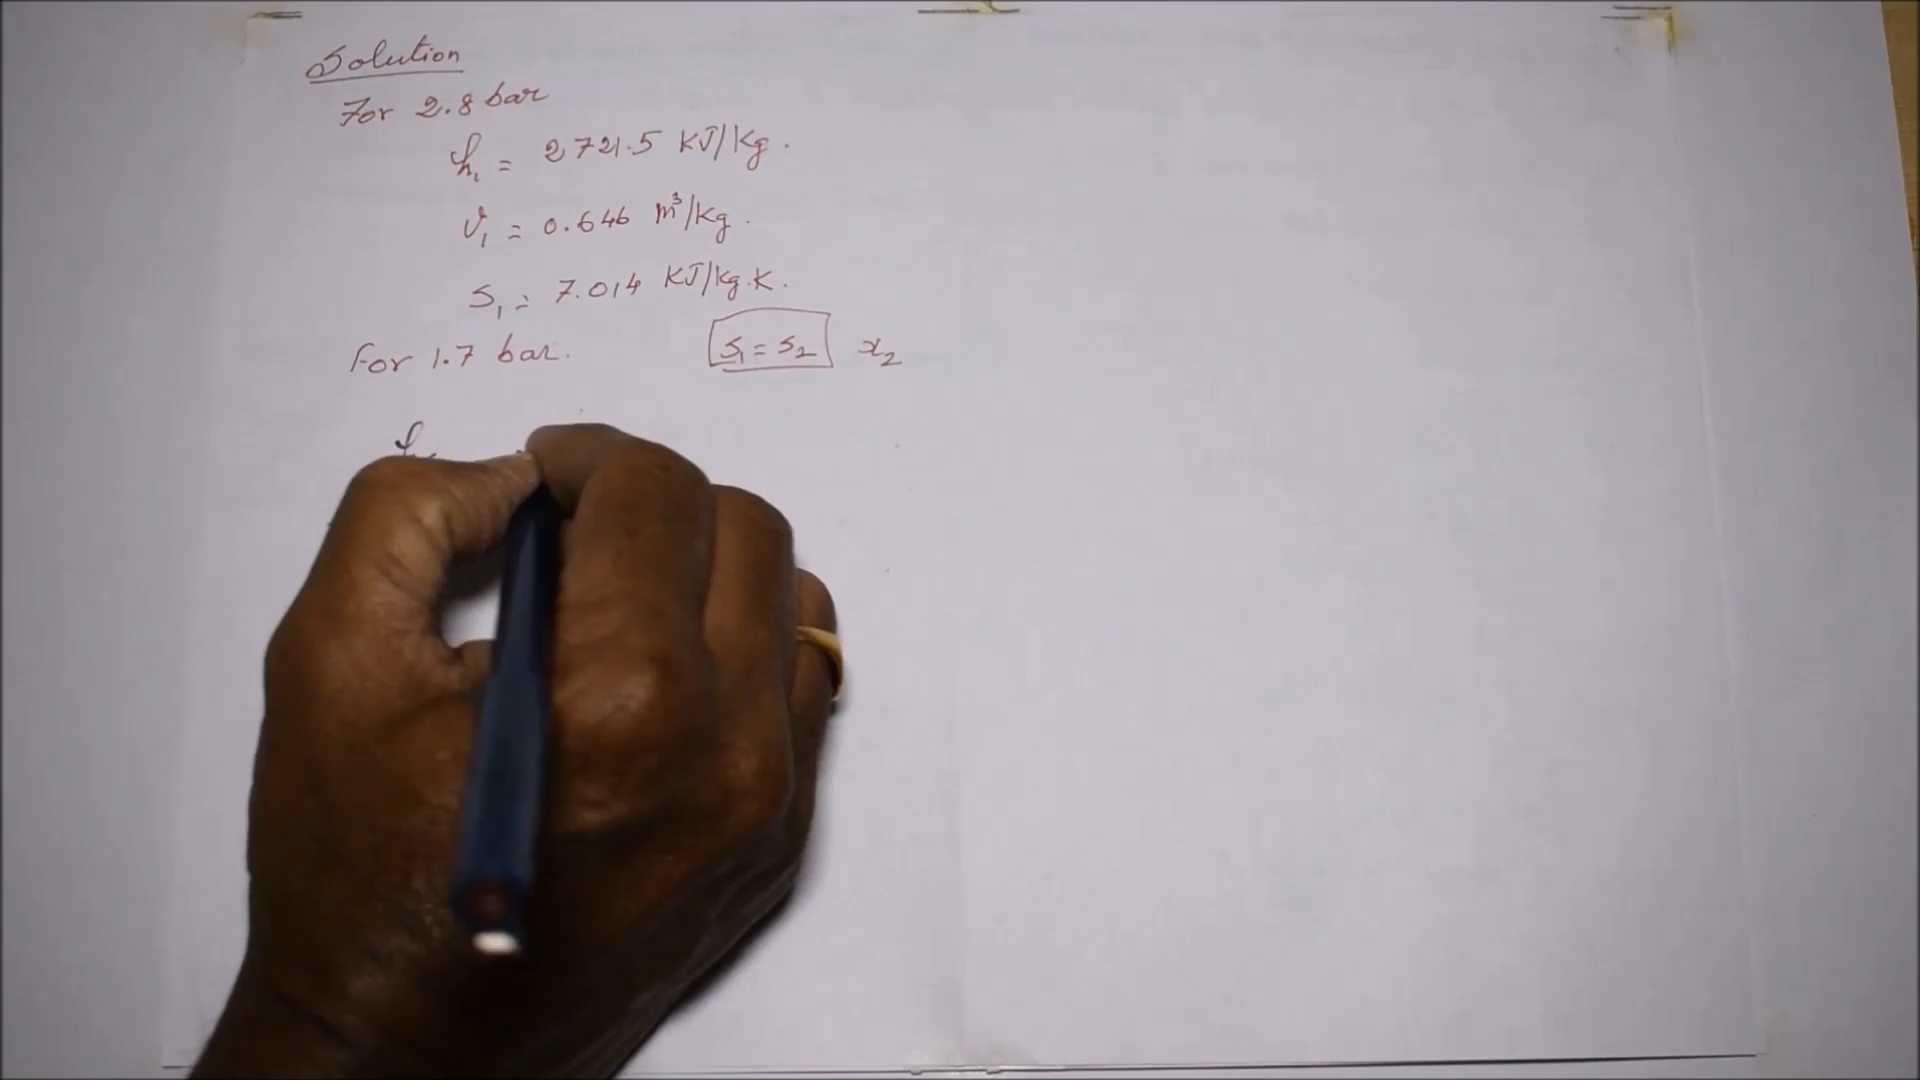 Solution
For 2.8 bar
h₁ = 2721.5 KJ/Kg.
v₁ = 0.646 m³/Kg.
S₁ = 7.014 KJ/Kg.K.
For 1.7 bar. S₁ = S₂ x₂